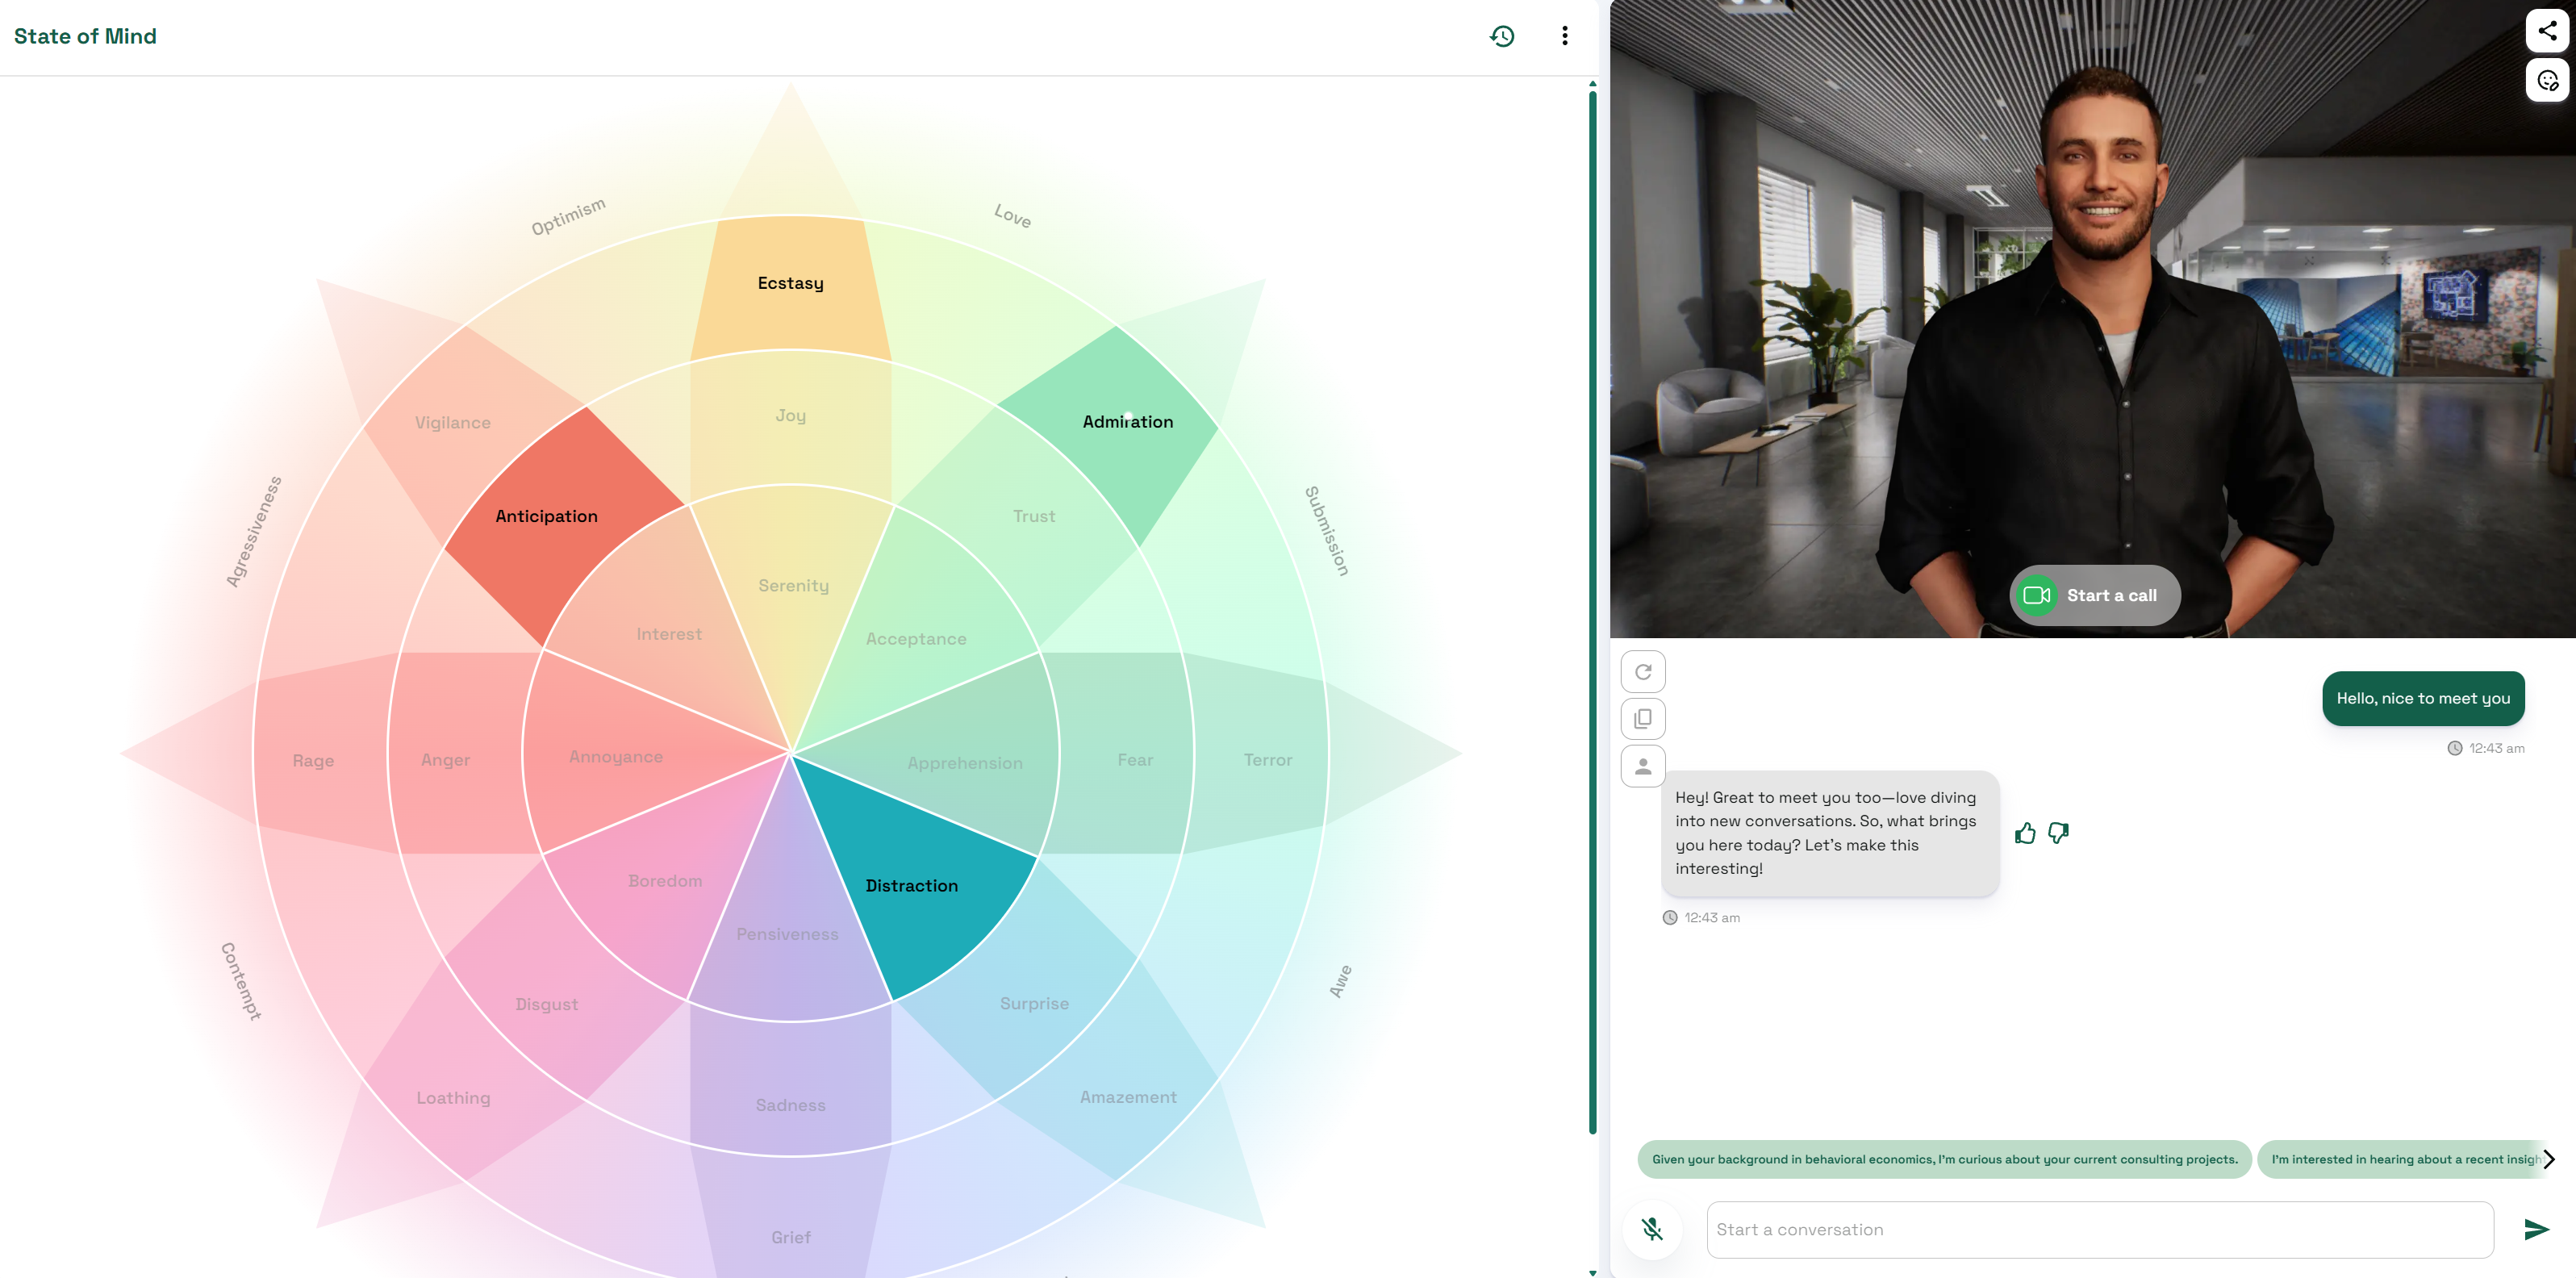 State of Mind
Optimism
Love
Ecstasy
Vigilance
Joy
Admiration
Agressiveness
Anticipation
Trust
Submission
Serenity
Interest
Acceptance
Rage
Anger
Annoyance
Apprehension
Fear
Terror
Boredom
Distraction
Pensiveness
Contempt
Disgust
Surprise
Awe
Loathing
Sadness
Amazement
Grief
Start a call
Hello, nice to meet you
12:43 am
Hey! Great to meet you too—love diving
into new conversations. So, what brings
you here today? Let's make this
interesting!
12:43 am
Given your background in behavioral economics, I'm curious about your current consulting projects.
I'm interested in hearing about a recent
Start a conversation